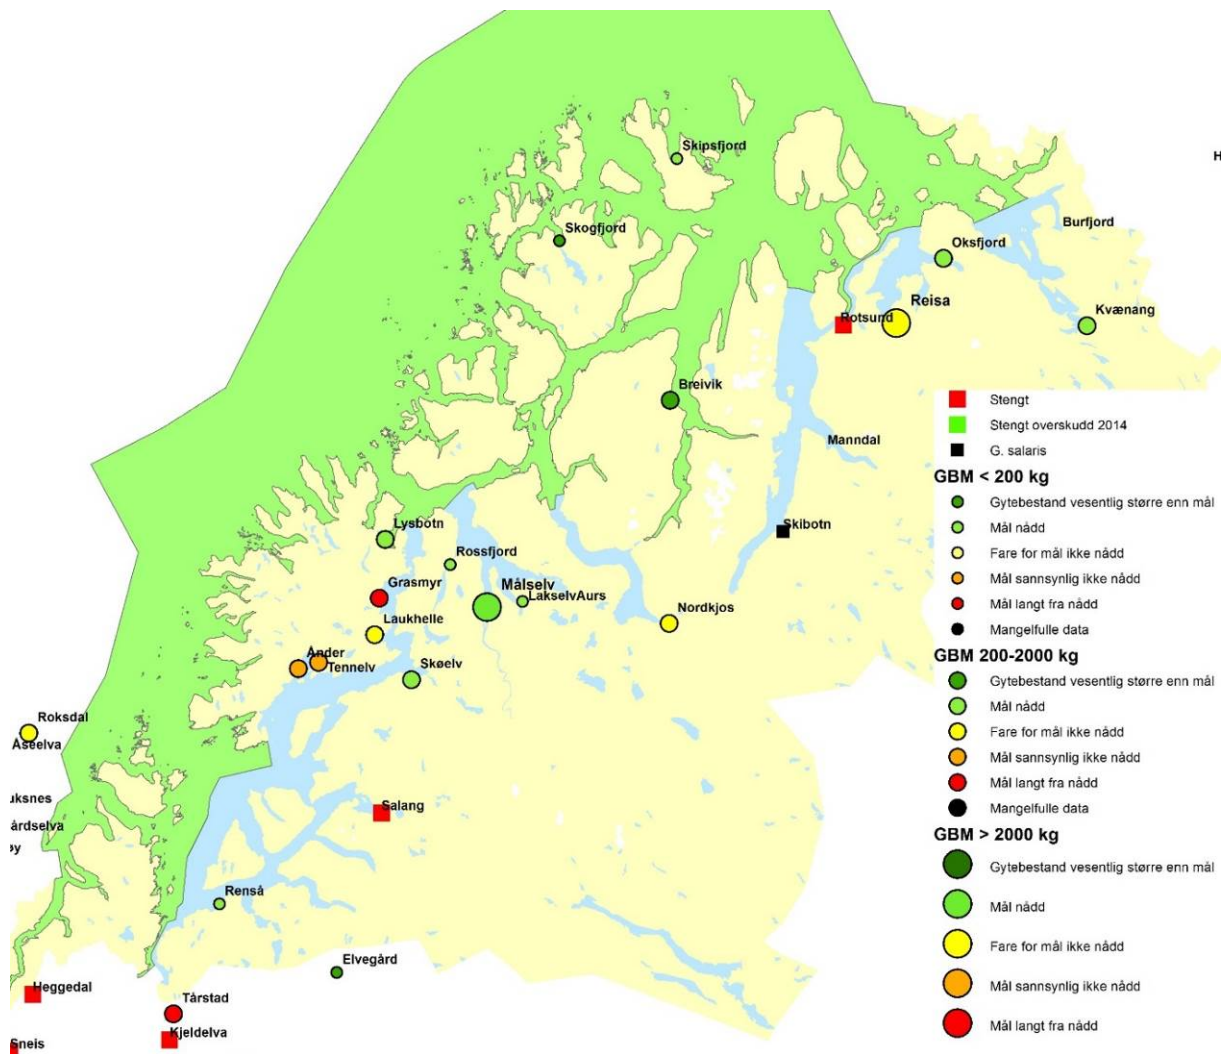 H
Skipsfjord
Skogfjord
Burfjord
Oksfjord
Reisa
Kvænang
Rotsund
Breivik
Manndal
Skibotn
Lysbotn
Rossfjord
Grasmyr
Målselv
LakselvAurs
Laukhelle
Nordkjos
Ånder
Tennelv
Skøelv
Roksdal
Åseelva
uksnes
årdselva
øy
Salang
Renså
Elvegård
Heggedal
Tårstad
Kjeldelva
Sneis
Stengt
Stengt overskudd 2014
G. salaris
GBM < 200 kg
Gytebestand vesentlig større enn mål
Mål nådd
Fare for mål ikke nådd
Mål sannsynlig ikke nådd
Mål langt fra nådd
Mangelfulle data
GBM 200-2000 kg
Gytebestand vesentlig større enn mål
Mål nådd
Fare for mål ikke nådd
Mål sannsynlig ikke nådd
Mål langt fra nådd
Mangelfulle data
GBM > 2000 kg
Gytebestand vesentlig større enn mål
Mål nådd
Fare for mål ikke nådd
Mål sannsynlig ikke nådd
Mål langt fra nådd